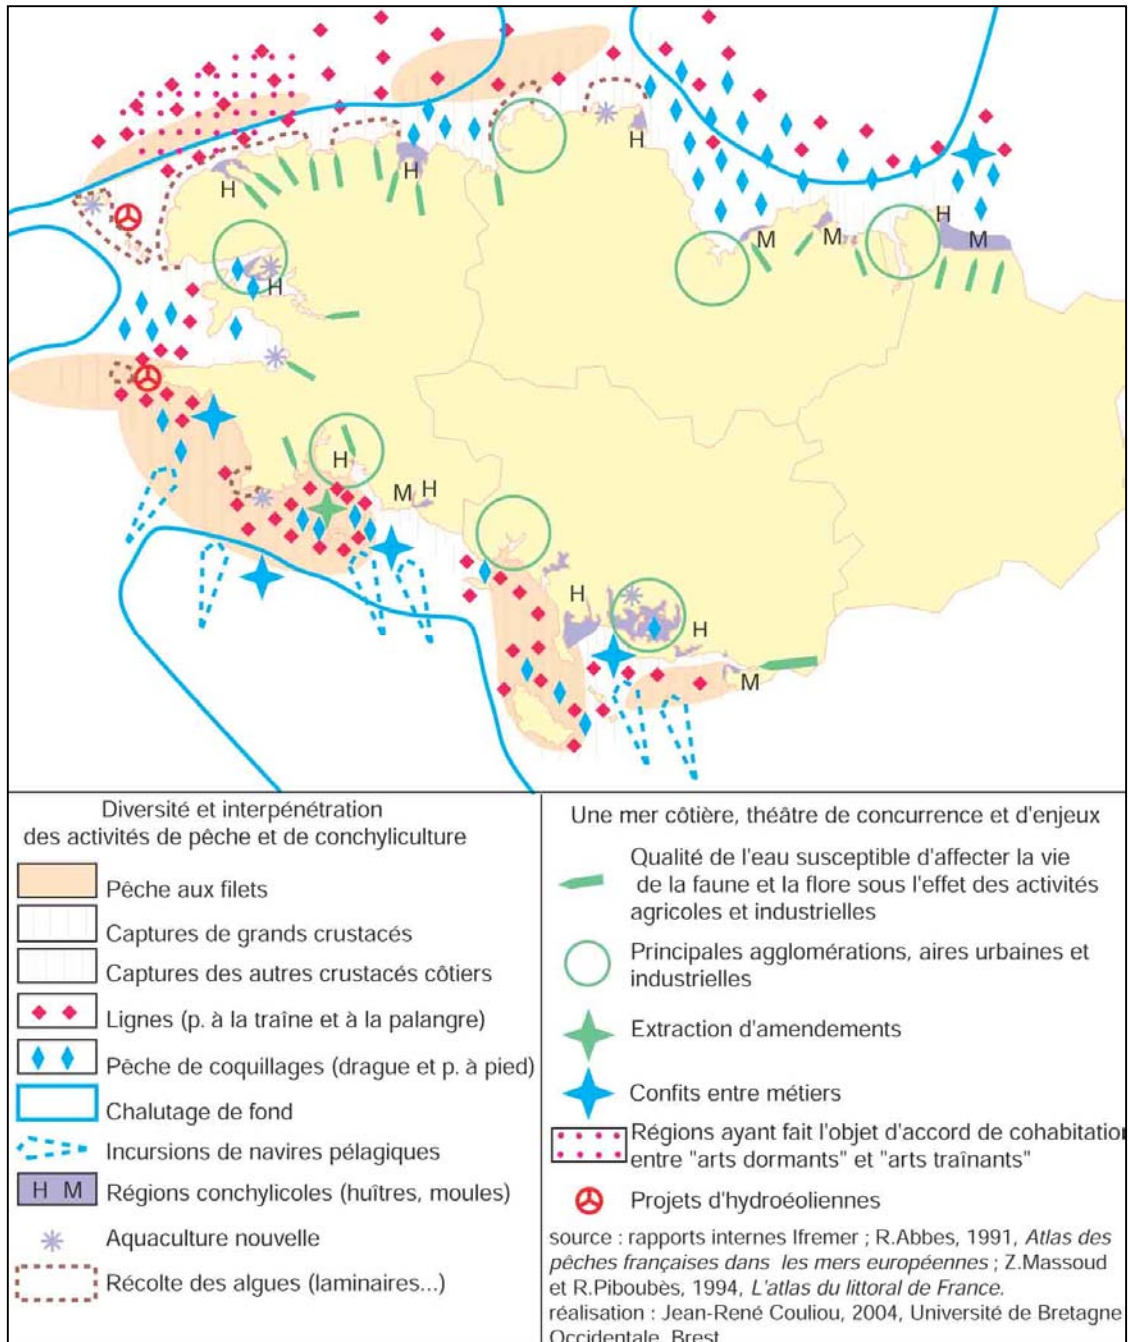 H
H
H
H
H
M
M
M
H
H
M
H
H
H
M
Diversité et interpénétration
des activités de pêche et de conchyliculture
Pêche aux filets
Captures de grands crustacés
Captures des autres crustacés côtiers
Lignes (p. à la traîne et à la palangre)
Pêche de coquillages (drague et p. à pied)
Chalutage de fond
Incursions de navires pélagiques
H M Régions conchylicoles (huîtres, moules)
Aquaculture nouvelle
Récolte des algues (laminaires...)
Une mer côtière, théâtre de concurrence et d'enjeux
Qualité de l'eau susceptible d'affecter la vie
de la faune et la flore sous l'effet des activités
agricoles et industrielles
Principales agglomérations, aires urbaines et
industrielles
Extraction d'amendements
Confits entre métiers
Régions ayant fait l'objet d'accord de cohabitation
entre "arts dormants" et "arts traînants"
Projets d'hydroéoliennes
source : rapports internes Ifremer ; R.Abbes, 1991, Atlas des
pêches françaises dans les mers européennes ; Z.Massoud
et R.Piboubès, 1994, L'atlas du littoral de France.
réalisation : Jean-René Couliou, 2004, Université de Bretagne
Occidentale, Brest